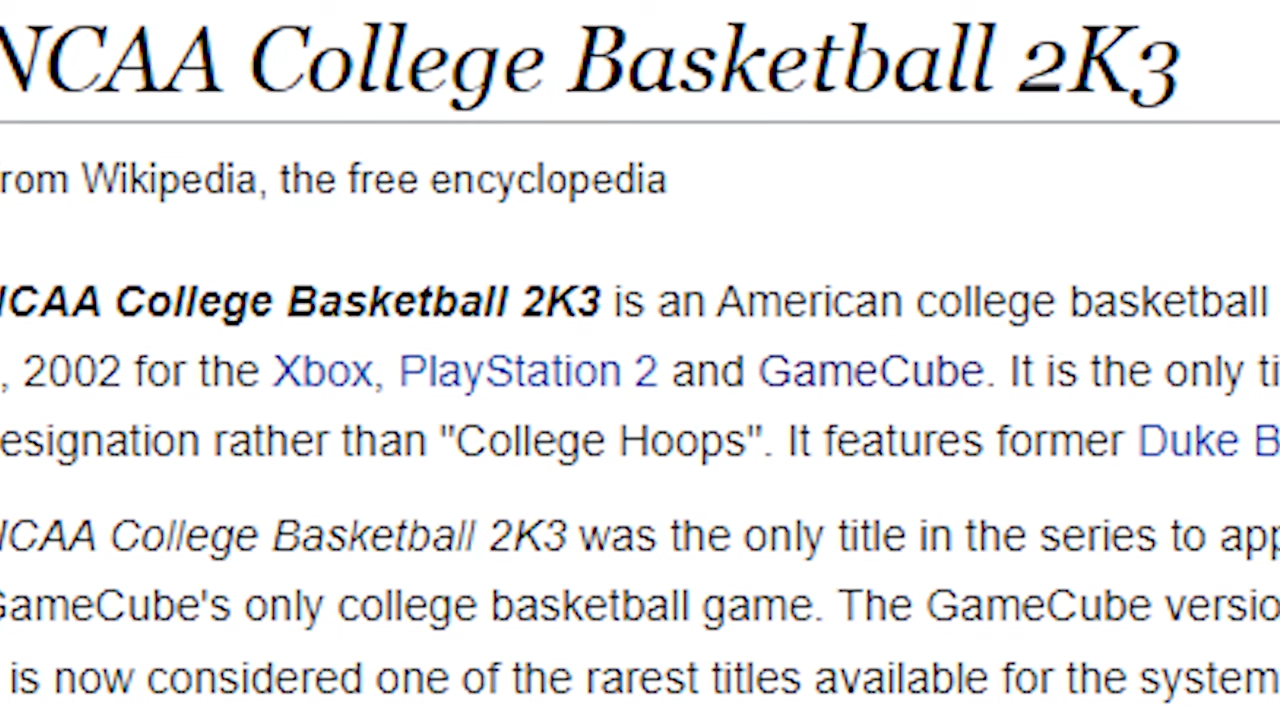 NCAA College Basketball 2K3
rom Wikipedia, the free encyclopedia
NCAA College Basketball 2K3 is an American college basketball
, 2002 for the Xbox, PlayStation 2 and GameCube. It is the only ti
esignation rather than "College Hoops". It features former Duke B
NCAA College Basketball 2K3 was the only title in the series to app
GameCube's only college basketball game. The GameCube versio
is now considered one of the rarest titles available for the system